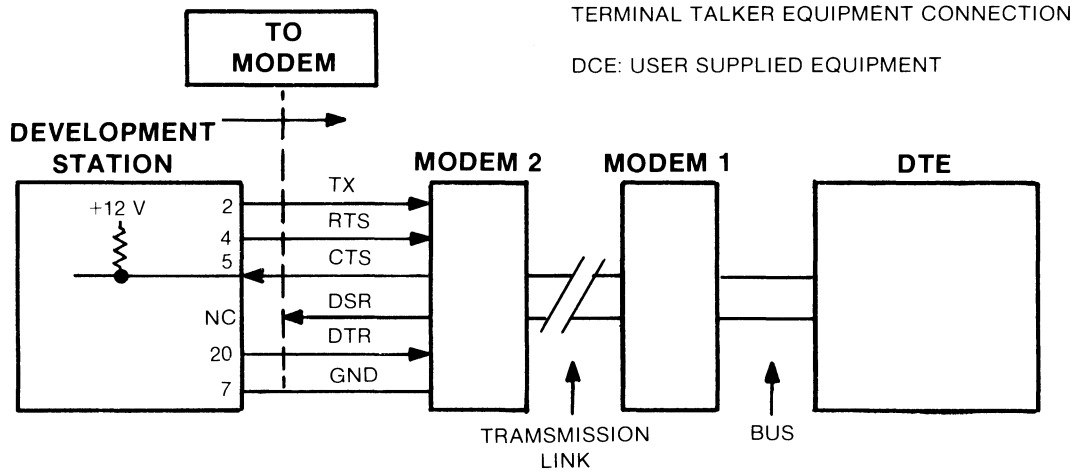 TERMINAL TALKER EQUIPMENT CONNECTION
DCE: USER SUPPLIED EQUIPMENT
TO
MODEM
DEVELOPMENT
STATION
MODEM 2
MODEM 1
DTE
+12 V
2
TX
4
RTS
5
CTS
NC
DSR
20
DTR
7
GND
TRAMSMISSION
LINK
BUS